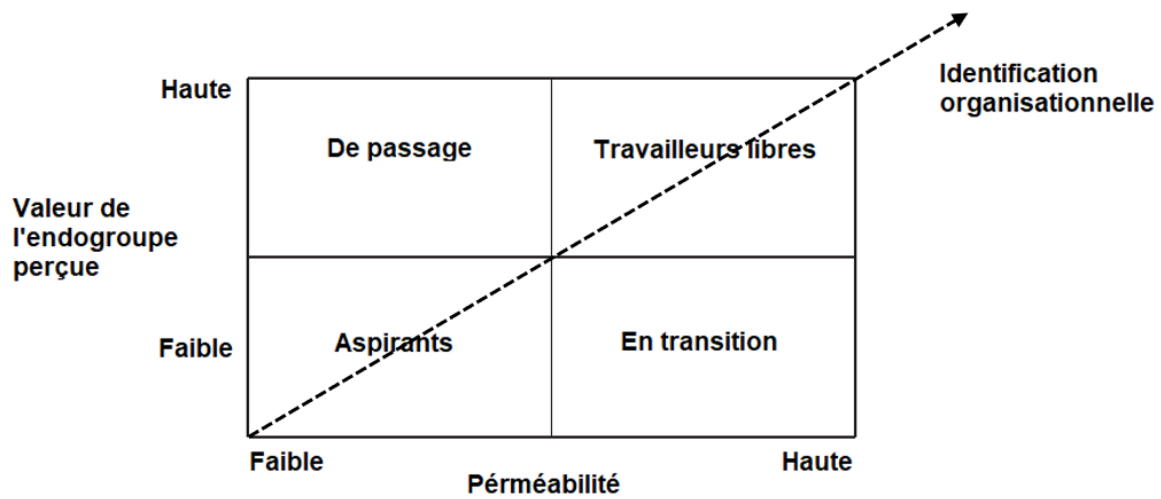 Haute
Identification
organisationnelle
De passage
Travailleurs libres
Valeur de
l'endogroupe
perçue
Faible
Aspirants
En transition
Faible
Haute
Pérméabilité